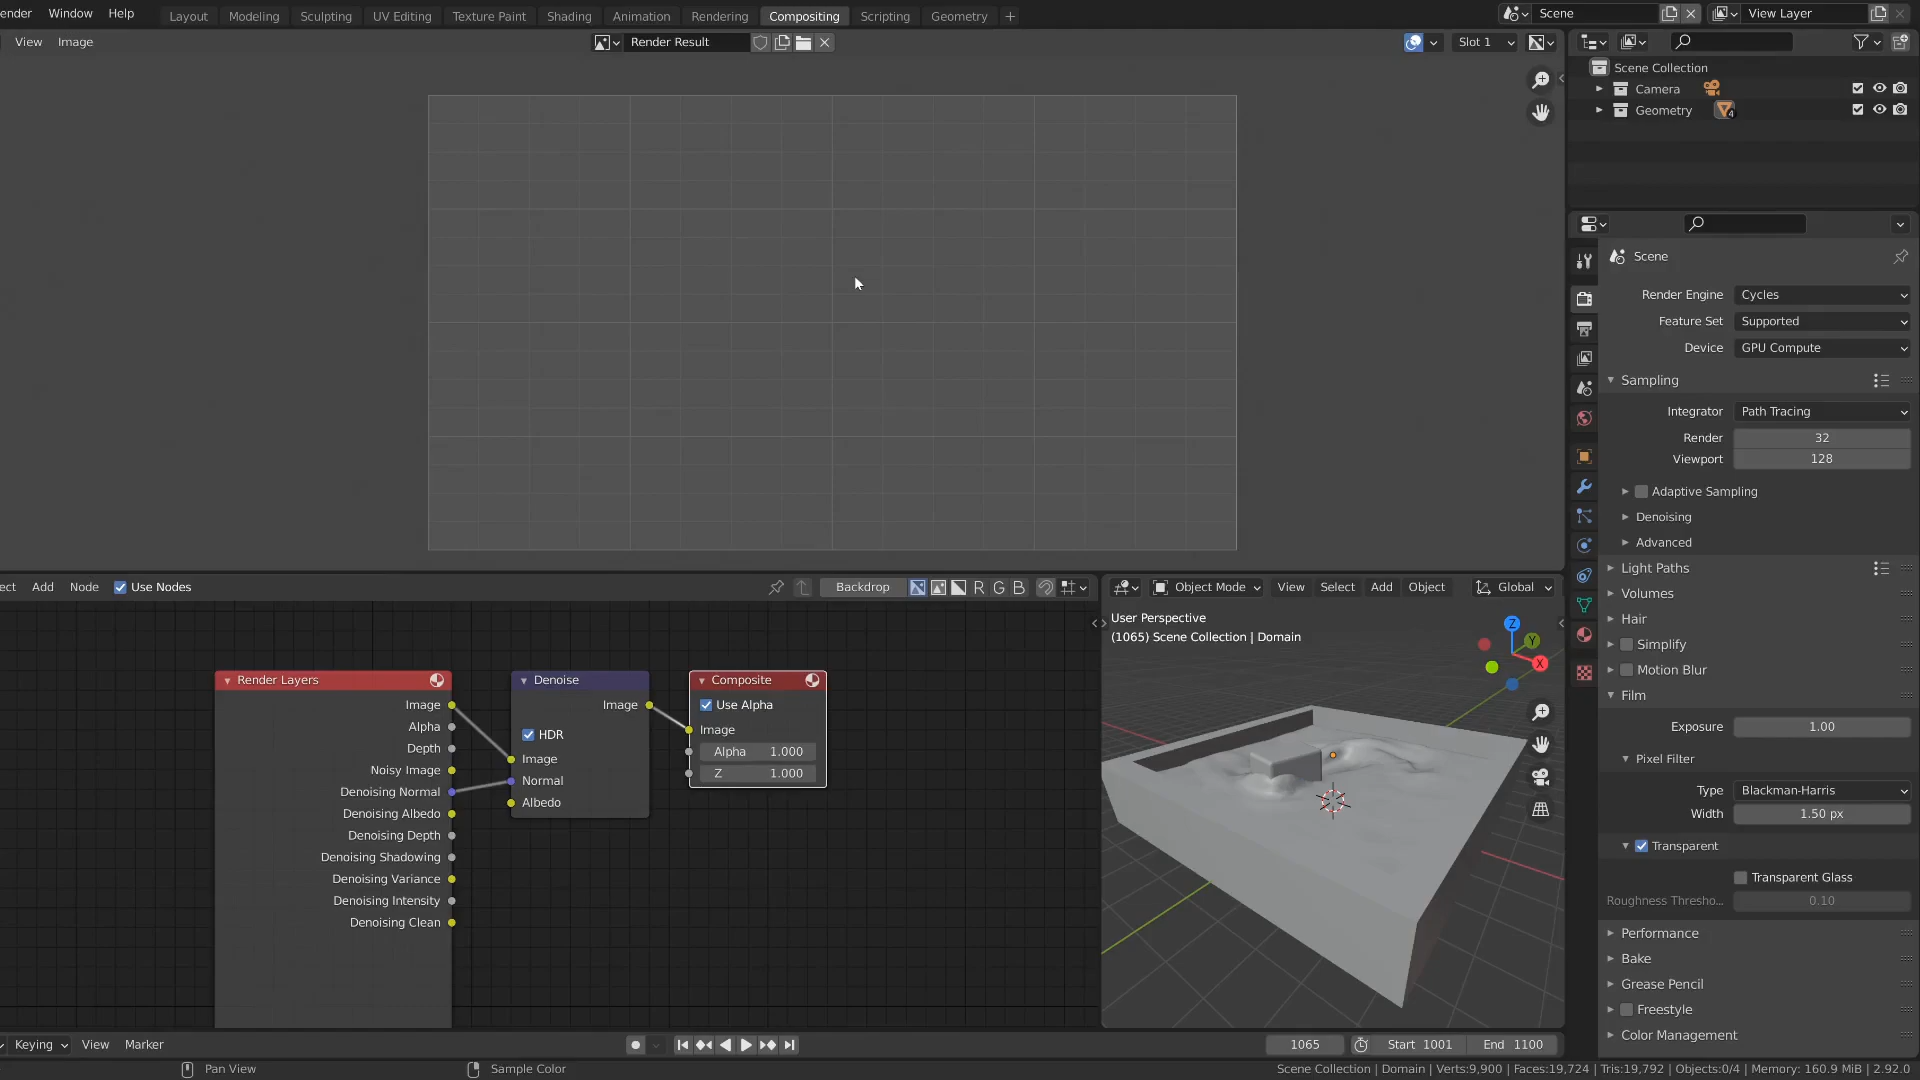 ender Window Help Layout Modeling Sculpting UV Editing Texture Paint Shading Animation Rendering Compositing Scripting Geometry + Scene View Layer
View Image Render Result Slot 1
Scene Collection
Camera
Geometry 4
Scene
Render Engine Cycles
Feature Set Supported
Device GPU Compute
Sampling
Integrator Path Tracing
Render 32
Viewport 128
Adaptive Sampling
Denoising
Advanced
Light Paths
Volumes
Hair
Simplify
Motion Blur
Film
Exposure 1.00
Pixel Filter
Type Blackman-Harris
Width 1.50 px
Transparent
Transparent Glass
Roughness Thresho... 0.10
Performance
Bake
Grease Pencil
Freestyle
Color Management
ect Add Node Use Nodes Backdrop R G B
Render Layers
Image
Alpha
Depth
Noisy Image
Denoising Normal
Denoising Albedo
Denoising Depth
Denoising Shadowing
Denoising Variance
Denoising Intensity
Denoising Clean
Denoise
Image
HDR
Image
Normal
Albedo
Composite
Use Alpha
Image
Alpha 1.000
Z 1.000
Object Mode View Select Add Object Global
User Perspective
(1065) Scene Collection | Domain
Z
Y
X
Keying View Marker 1065 Start 1001 End 1100
Pan View Sample Color Scene Collection | Domain | Verts:9,900 | Faces:19,724 | Tris:19,792 | Objects:0/4 | Memory: 160.9 MiB | 2.92.0